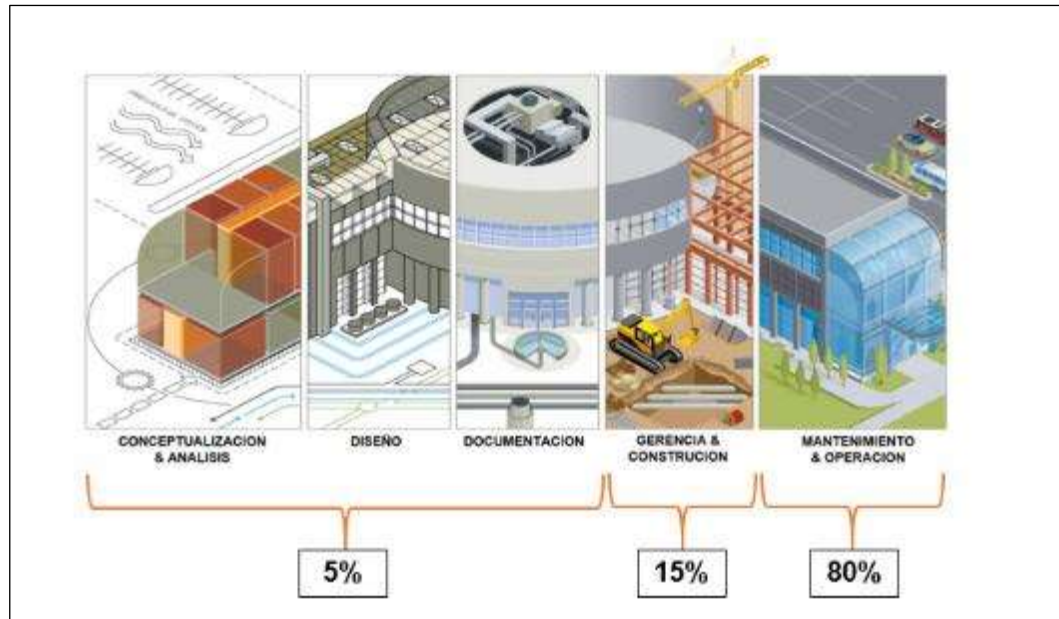 CONCEPTUALIZACION
& ANALISIS
DISEÑO
DOCUMENTACION
GERENCIA &
CONSTRUCION
MANTENIMIENTO
& OPERACION
5%
15%
80%